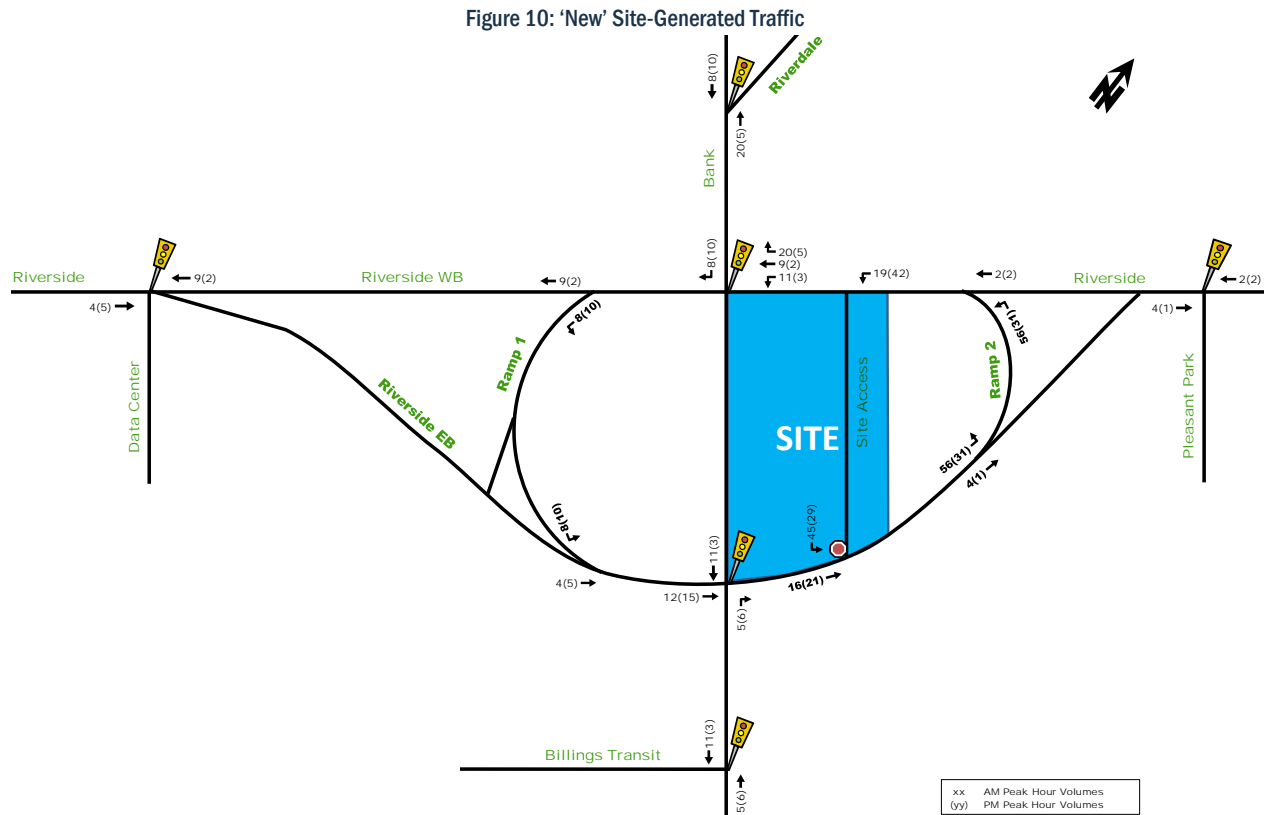 Figure 10: ‘New’ Site-Generated Traffic
8(10)
Riverdale
20(5)
Bank
8(10)
20(5)
9(2)
11(3)
19(42)
2(2)
Riverside
2(2)
Riverside
9(2)
Riverside WB
9(2)
4(5)
4(1)
8(10)
56(31)
Ramp 1
Ramp 2
Data Center
Riverside EB
SITE
Site Access
Pleasant Park
56(31)
4(1)
8(10)
45(29)
11(3)
4(5)
12(15)
16(21)
5(6)
11(3)
Billings Transit
5(6)
xx AM Peak Hour Volumes
(yy) PM Peak Hour Volumes
N